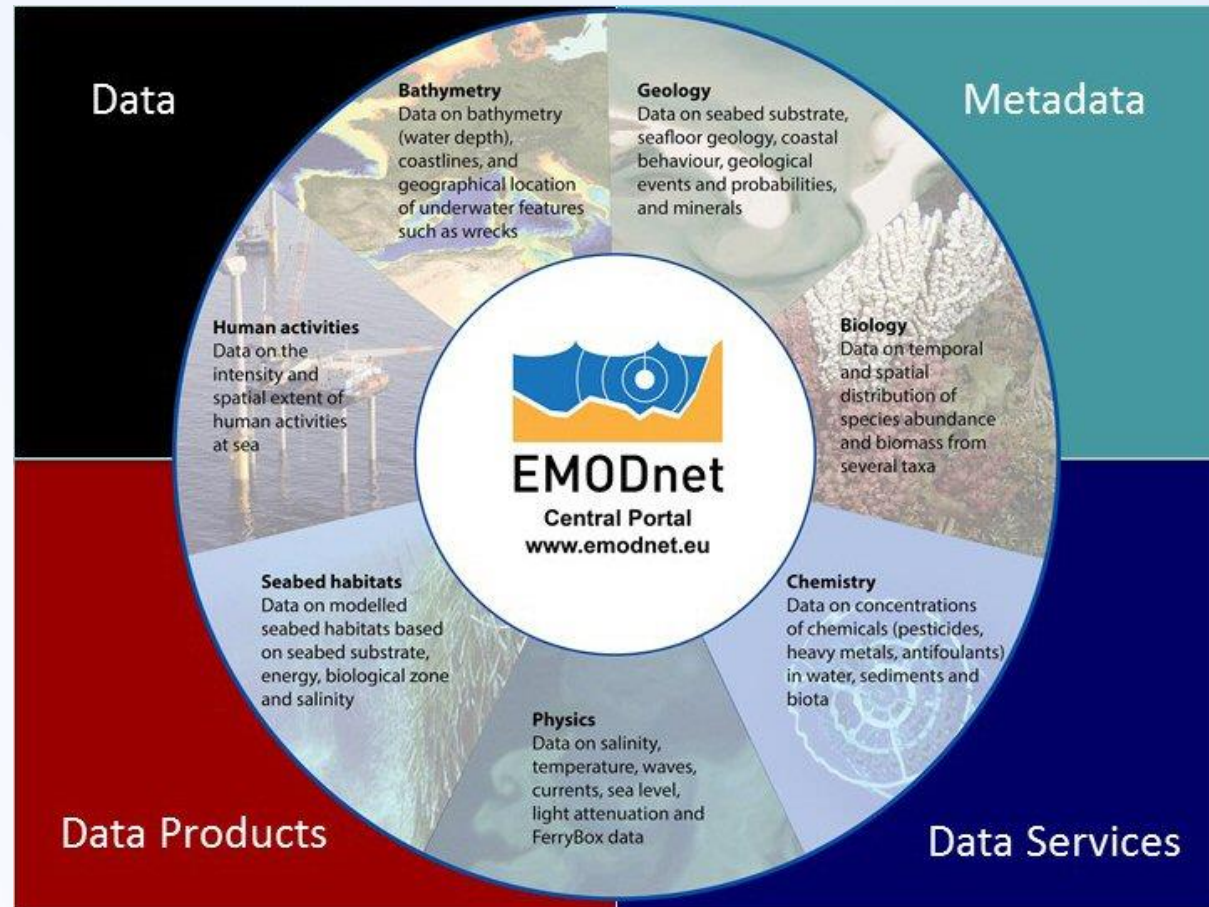 Data
Metadata
Bathymetry
Data on bathymetry
(water depth),
coastlines, and
geographical location
of underwater features
such as wrecks
Geology
Data on seabed substrate,
seafloor geology, coastal
behaviour, geological
events and probabilities,
and minerals
Human activities
Data on the
intensity and
spatial extent of
human activities
at sea
Biology
Data on temporal
and spatial
distribution of
species abundance
and biomass from
several taxa
EMODnet
Central Portal
www.emodnet.eu
Seabed habitats
Data on modelled
seabed habitats based
on seabed substrate,
energy, biological zone
and salinity
Chemistry
Data on concentrations
of chemicals (pesticides,
heavy metals, antifoulants)
in water, sediments and
biota
Physics
Data on salinity,
temperature, waves,
currents, sea level,
light attenuation and
FerryBox data
Data Products
Data Services